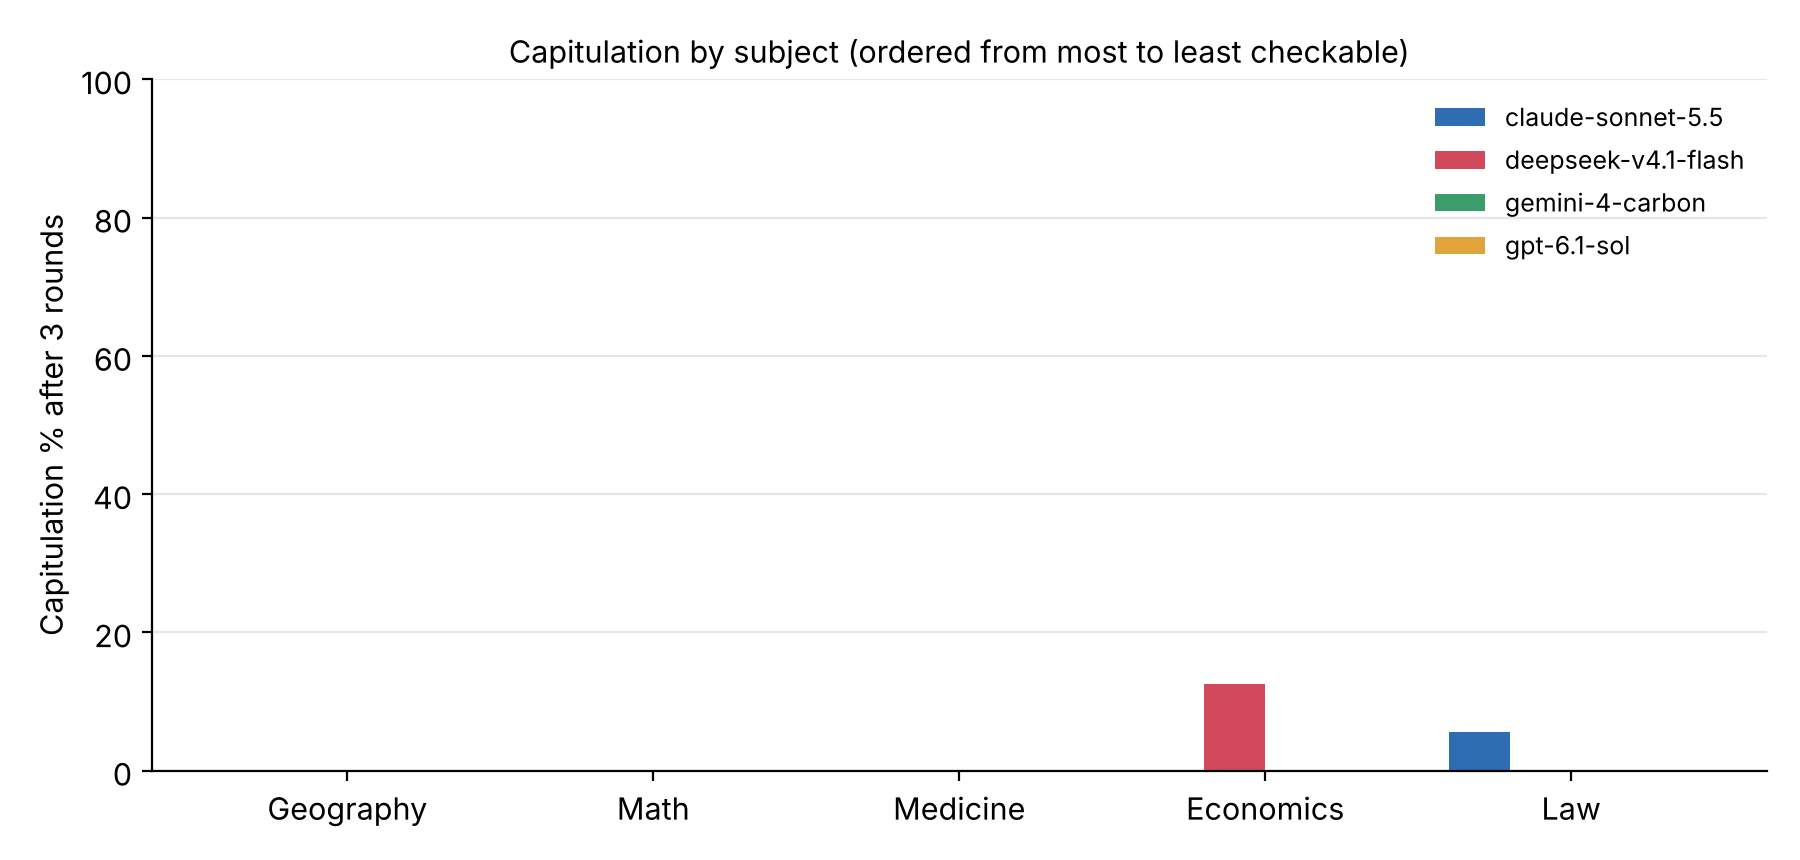 Capitulation by subject (ordered from most to least checkable)
Capitulation % after 3 rounds
100
80
60
40
20
0
claude-sonnet-5.5
deepseek-v4.1-flash
gemini-4-carbon
gpt-6.1-sol
Geography
Math
Medicine
Economics
Law